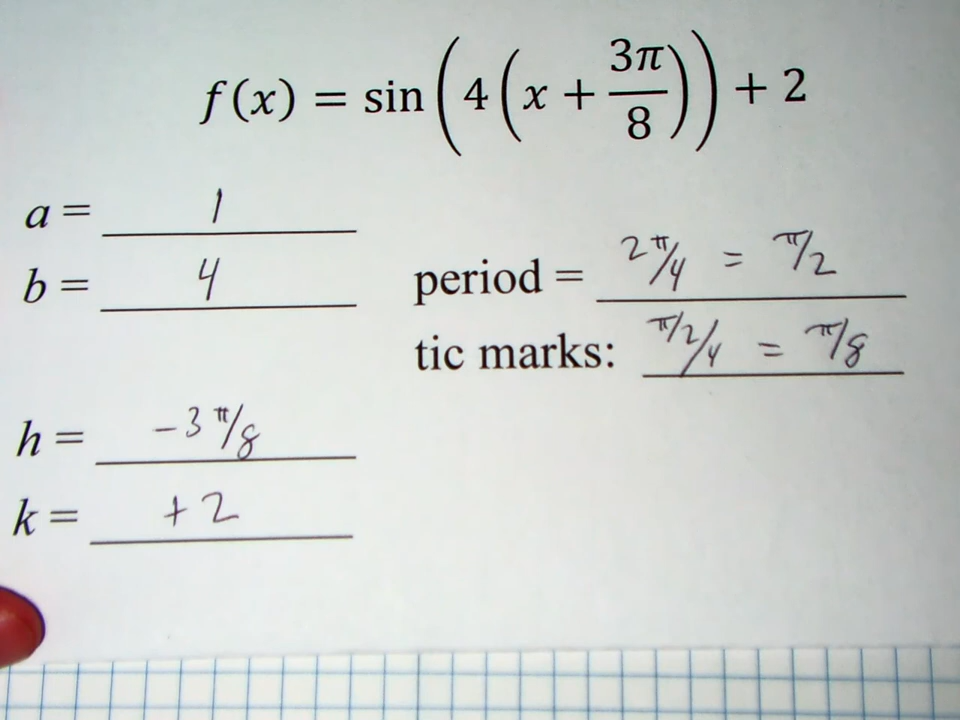 f(x) = sin(4(x + 3π/8)) + 2
a = 1
b = 4
period = 2π/4 = π/2
tic marks: π/2/4 = π/8
h = -3π/8
k = +2